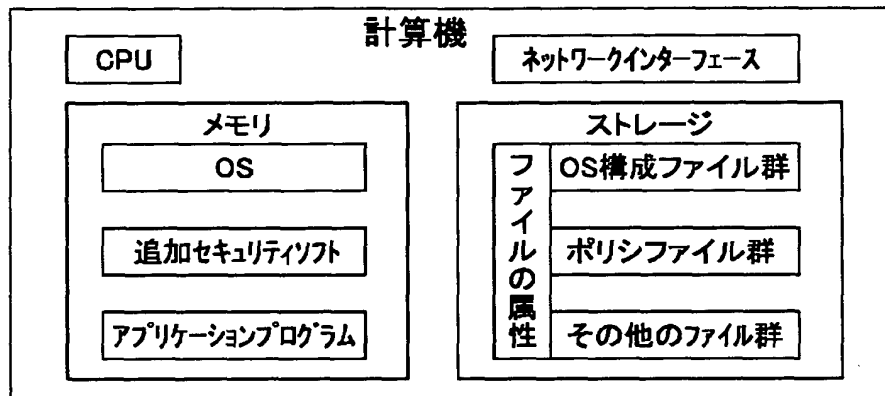 計算機
CPU
ネットワークインターフェース
メモリ
OS
追加セキュリティソフト
アプリケーションプログラム
ストレージ
ファイルの属性
OS構成ファイル群
ポリシファイル群
その他のファイル群